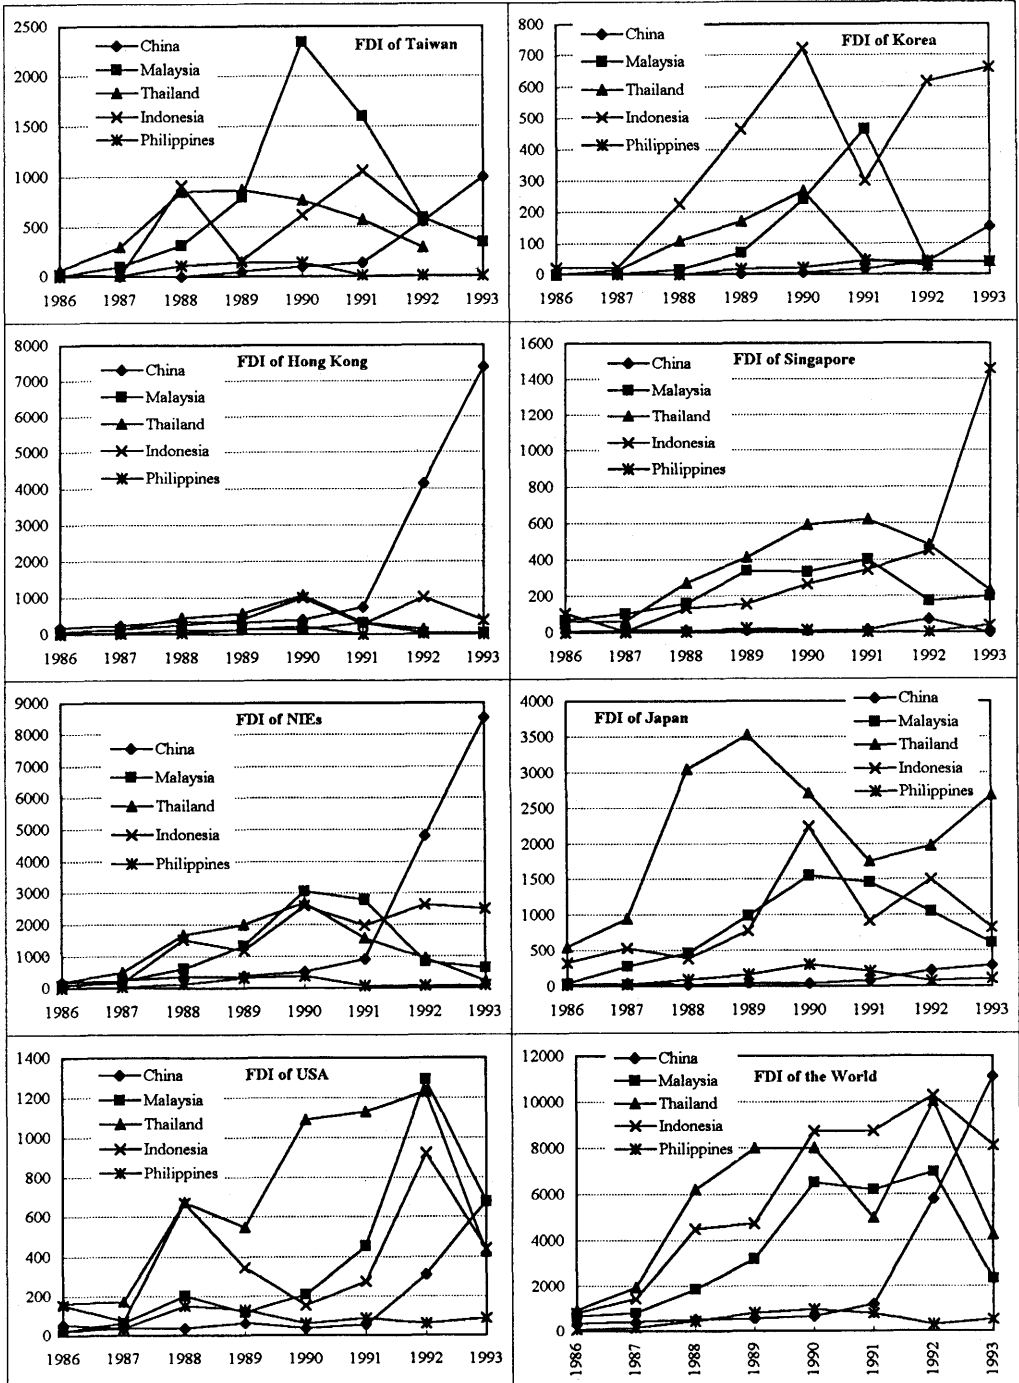 FDI of Taiwan
2500
2000
1500
1000
500
0
China
Malaysia
Thailand
Indonesia
Philippines
1986 1987 1988 1989 1990 1991 1992 1993
FDI of Korea
800
700
600
500
400
300
200
100
0
China
Malaysia
Thailand
Indonesia
Philippines
1986 1987 1988 1989 1990 1991 1992 1993
FDI of Hong Kong
8000
7000
6000
5000
4000
3000
2000
1000
0
China
Malaysia
Thailand
Indonesia
Philippines
1986 1987 1988 1989 1990 1991 1992 1993
FDI of Singapore
1600
1400
1200
1000
800
600
400
200
0
China
Malaysia
Thailand
Indonesia
Philippines
1986 1987 1988 1989 1990 1991 1992 1993
FDI of NIEs
9000
8000
7000
6000
5000
4000
3000
2000
1000
0
China
Malaysia
Thailand
Indonesia
Philippines
1986 1987 1988 1989 1990 1991 1992 1993
FDI of Japan
4000
3500
3000
2500
2000
1500
1000
500
0
China
Malaysia
Thailand
Indonesia
Philippines
1986 1987 1988 1989 1990 1991 1992 1993
FDI of USA
1400
1200
1000
800
600
400
200
0
China
Malaysia
Thailand
Indonesia
Philippines
1986 1987 1988 1989 1990 1991 1992 1993
FDI of the World
12000
10000
8000
6000
4000
2000
0
China
Malaysia
Thailand
Indonesia
Philippines
1986 1987 1988 1989 1990 1991 1992 1993